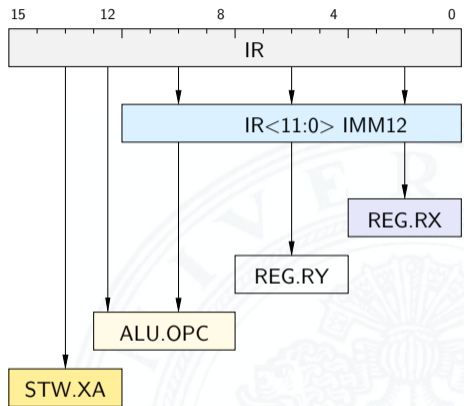 15 12 8 4 0
IR
IR<11:0> IMM12
REG.RX
REG.RY
ALU.OPC
STW.XA